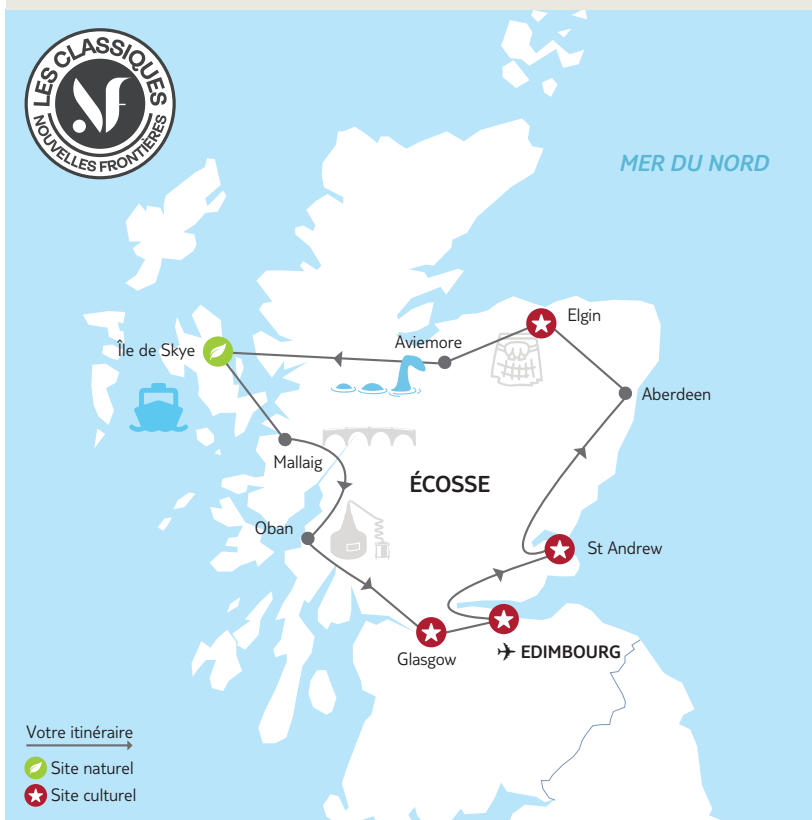 LES CLASSIQUES
NF
NOUVELLES FRONTIÈRES
MER DU NORD
Elgin
Aviemore
Île de Skye
Aberdeen
Mallaig
ÉCOSSE
Oban
St Andrew
Glasgow
EDIMBOURG
Votre itinéraire
Site naturel
Site culturel